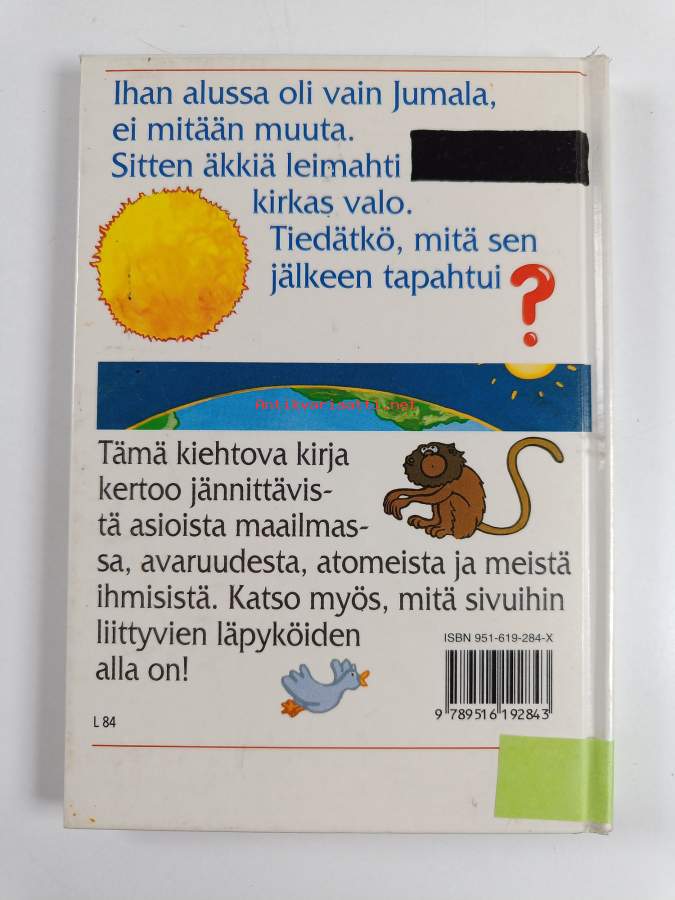 Ihan alussa oli vain Jumala,
ei mitään muuta.
Sitten äkkiä leimahti
kirkas valo.
Tiedätkö, mitä sen
jälkeen tapahtui ?
Antikvariaatti.net
Tämä kiehtova kirja
kertoo jännittävis-
tä asioista maailmas-
sa, avaruudesta, atomeista ja meistä
ihmisistä. Katso myös, mitä sivuihin
liittyvien läpyköiden
alla on!
ISBN 951-619-284-X
9 789516 192843
L 84